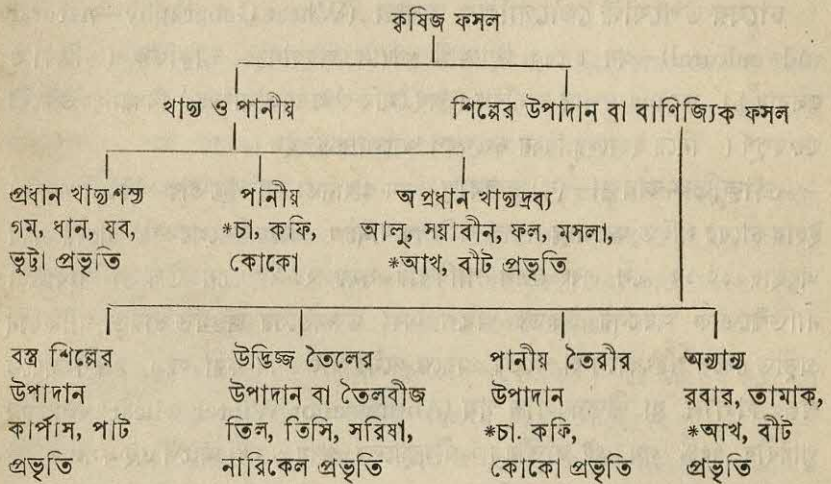 কৃষিজ ফসল
খাদ্য ও পানীয়
শিল্পের উপাদান বা বাণিজ্যিক ফসল
প্রধান খাদ্যশস্য
গম, ধান, যব,
ভুট্টা প্রভৃতি
পানীয়
*চা, কফি,
কোকো
অপ্রধান খাদ্যদ্রব্য
আলু, সয়াবীন, ফল, মসলা,
*আখ, বীট প্রভৃতি
বস্ত্র শিল্পের
উপাদান
কার্পাস, পাট
প্রভৃতি
উদ্ভিজ্জ তৈলের
উপাদান বা তৈলবীজ
তিল, তিসি, সরিষা,
নারিকেল প্রভৃতি
পানীয় তৈরীর
উপাদান
*চা. কফি,
কোকো প্রভৃতি
অন্যান্য
রবার, তামাক,
*আখ, বীট
প্রভৃতি